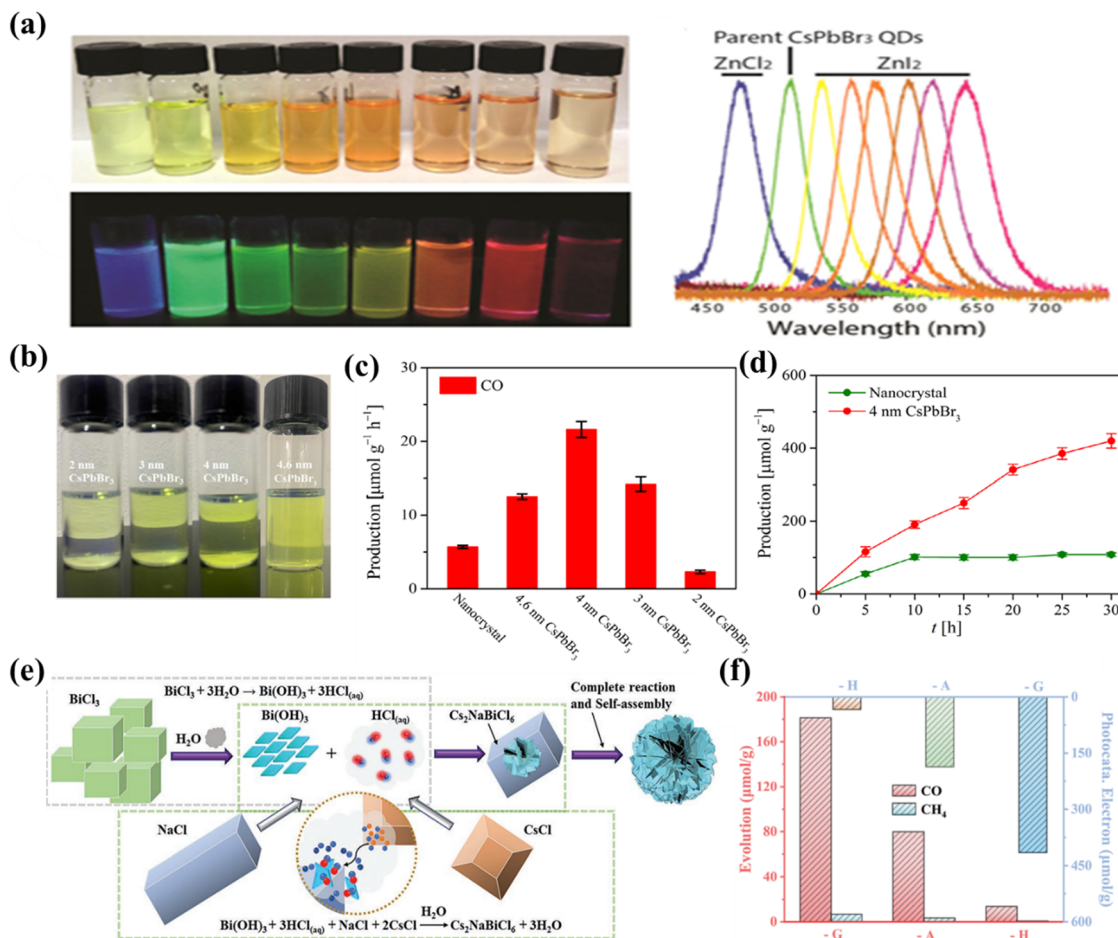 (a)
Parent CsPbBr3 QDs
ZnCl2
ZnI2
450 500 550 600 650 700
Wavelength (nm)
(b)
2 nm CsPbBr3
3 nm CsPbBr3
4 nm CsPbBr3
4.6 nm CsPbBr3
(c)
CO
Production [μmol g⁻¹ h⁻¹]
30
20
10
0
Nanocrystal
4.6 nm CsPbBr3
4 nm CsPbBr3
3 nm CsPbBr3
2 nm CsPbBr3
(d)
Nanocrystal
4 nm CsPbBr3
Production [μmol g⁻¹]
600
400
200
0
0 5 10 15 20 25 30
t [h]
(e)
BiCl3
BiCl3 + 3H2O → Bi(OH)3 + 3HCl(aq)
H2O
Bi(OH)3
+
HCl(aq)
Cs2NaBiCl6
Complete reaction
and Self-assembly
NaCl
CsCl
H2O
Bi(OH)3 + 3HCl(aq) + NaCl + 2CsCl → Cs2NaBiCl6 + 3H2O
(f)
- H - A - G
Evolution (μmol/g)
200
160
120
80
40
0
CO
CH4
0
150
300
450
600
Photocata. Electron (μmol/g)
- G - A - H